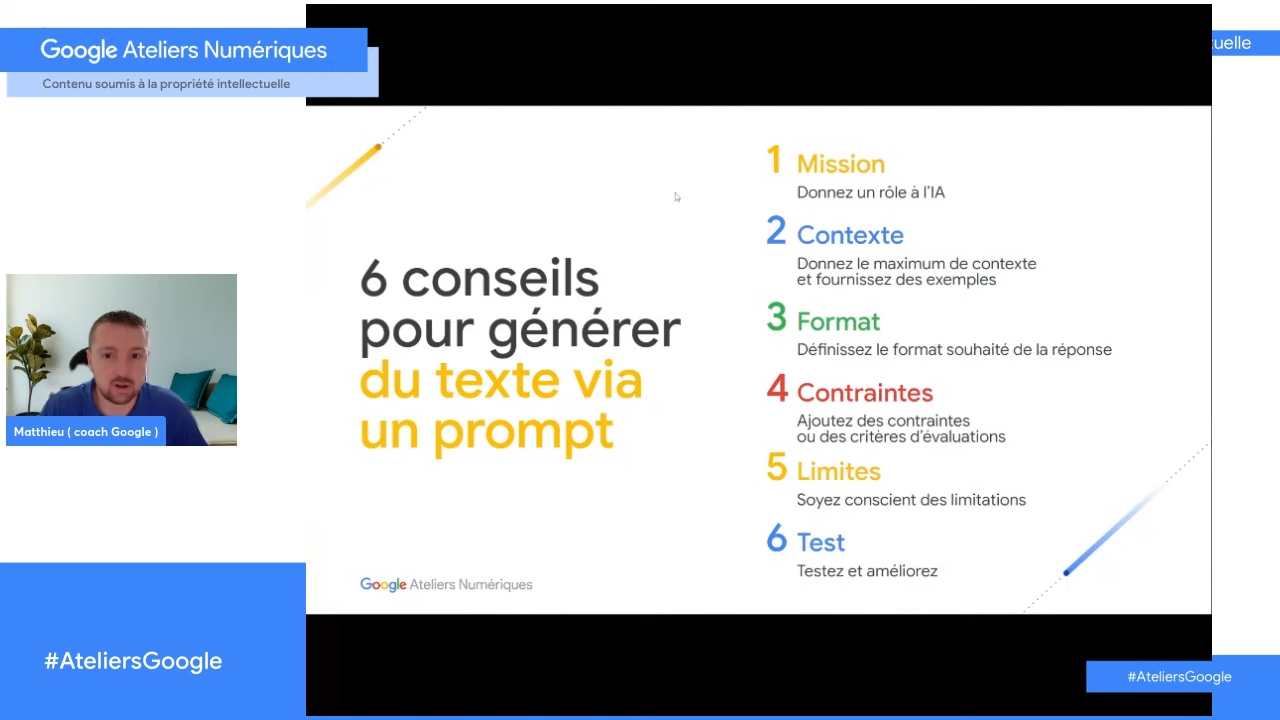 Google Ateliers Numériques
Contenu soumis à la propriété intellectuelle
tuelle
6 conseils
pour générer
du texte via
un prompt
1 Mission
Donnez un rôle à l'IA
2 Contexte
Donnez le maximum de contexte
et fournissez des exemples
3 Format
Définissez le format souhaité de la réponse
4 Contraintes
Ajoutez des contraintes
ou des critères d'évaluations
5 Limites
Soyez conscient des limitations
6 Test
Testez et améliorez
Google Ateliers Numériques
Matthieu ( coach Google )
#AteliersGoogle
#AteliersGoogle